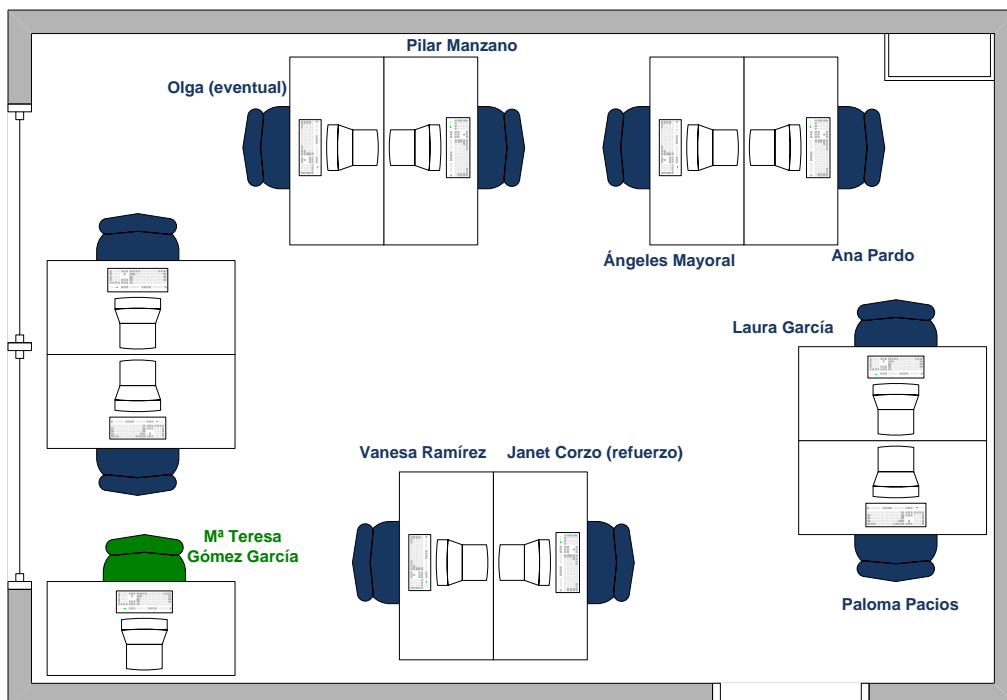 Pilar Manzano
Olga (eventual)
Ángeles Mayoral
Ana Pardo
Laura García
Vanesa Ramírez
Janet Corzo (refuerzo)
Mª Teresa
Gómez García
Paloma Pacios